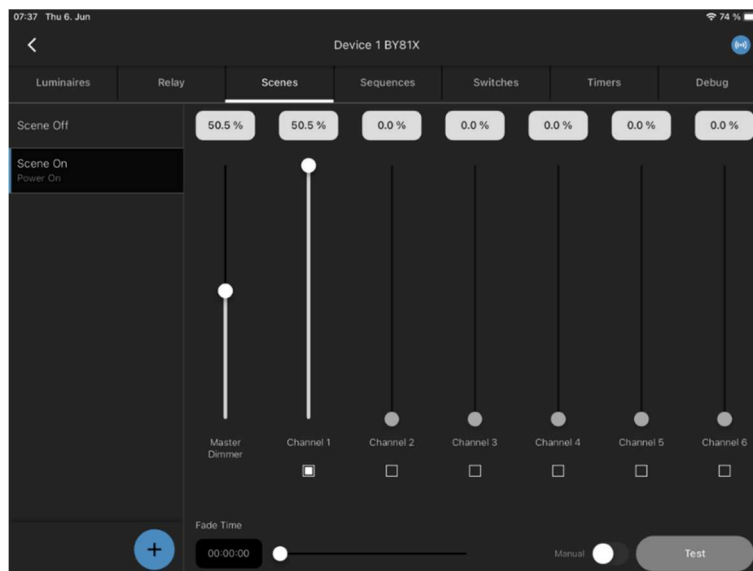 07:37 Thu 6. Jun
74 %
Device 1 BY81X
Luminaires Relay Scenes Sequences Switches Timers Debug
Scene Off
Scene On
Power On
50.5 % 50.5 % 0.0 % 0.0 % 0.0 % 0.0 % 0.0 %
Master Dimmer
Channel 1 Channel 2 Channel 3 Channel 4 Channel 5 Channel 6
Fade Time
00:00:00
Manual
Test